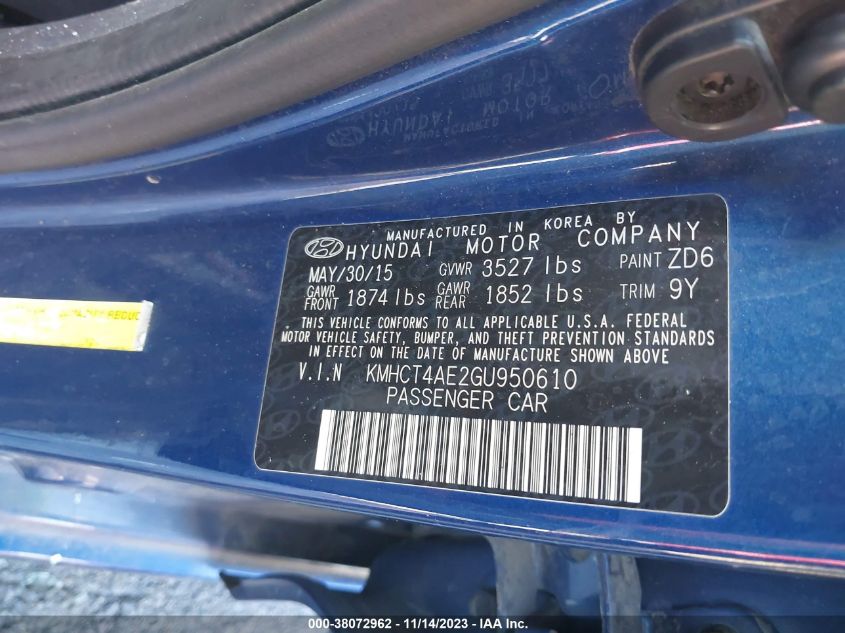 MANUFACTURED IN KOREA BY
HYUNDAI MOTOR COMPANY
MAY/30/15 GVWR 3527 lbs PAINT ZD6
GAWR FRONT 1874 lbs GAWR REAR 1852 lbs TRIM 9Y
THIS VEHICLE CONFORMS TO ALL APPLICABLE U.S.A. FEDERAL
MOTOR VEHICLE SAFETY, BUMPER, AND THEFT PREVENTION STANDARDS
IN EFFECT ON THE DATE OF MANUFACTURE SHOWN ABOVE
V.I.N KMHCT4AE2GU950610
PASSENGER CAR
000-38072962 - 11/14/2023 - IAAI.COM